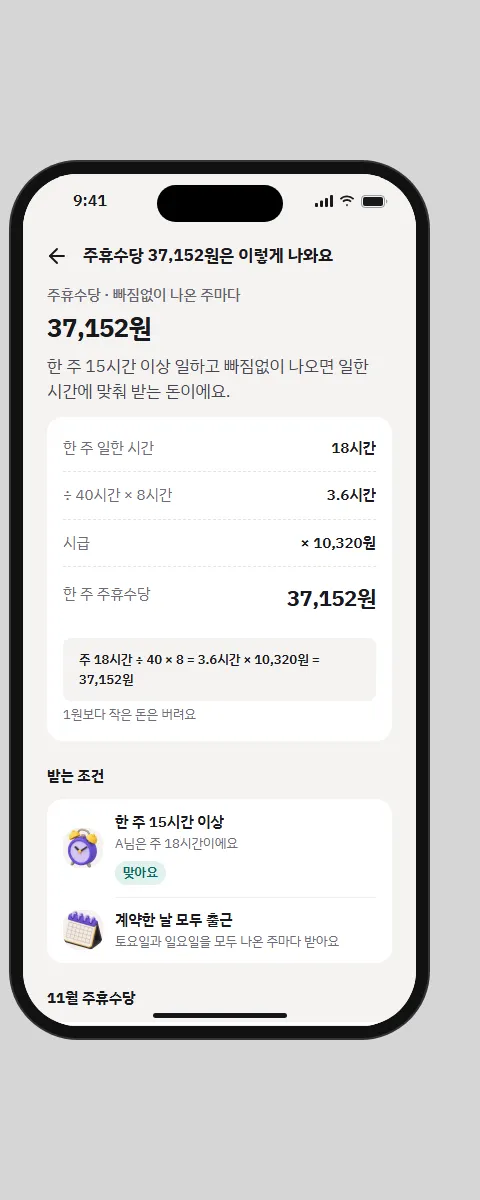 9:41
주휴수당 37,152원은 이렇게 나와요
주휴수당 · 빠짐없이 나온 주마다
37,152원
한 주 15시간 이상 일하고 빠짐없이 나오면 일한
시간에 맞춰 받는 돈이에요.
한 주 일한 시간 18시간
÷ 40시간 × 8시간 3.6시간
시급 × 10,320원
한 주 주휴수당 37,152원
주 18시간 ÷ 40 × 8 = 3.6시간 × 10,320원 =
37,152원
1원보다 작은 돈은 버려요
받는 조건
한 주 15시간 이상
A님은 주 18시간이에요
맞아요
계약한 날 모두 출근
토요일과 일요일을 모두 나온 주마다 받아요
11월 주휴수당